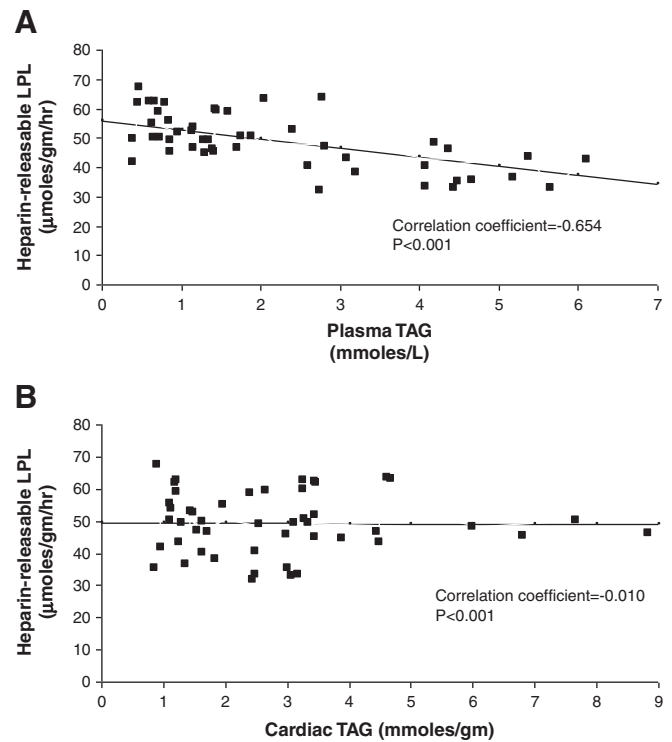 A
Heparin-releasable LPL
(μmoles/gm/hr)
80
70
60
50
40
30
20
10
0
0 1 2 3 4 5 6 7
Correlation coefficient=-0.654
P<0.001
Plasma TAG
(mmoles/L)
B
Heparin-releasable LPL
(μmoles/gm/hr)
80
70
60
50
40
30
20
10
0
0 1 2 3 4 5 6 7 8 9
Correlation coefficient=-0.010
P<0.001
Cardiac TAG (mmoles/gm)